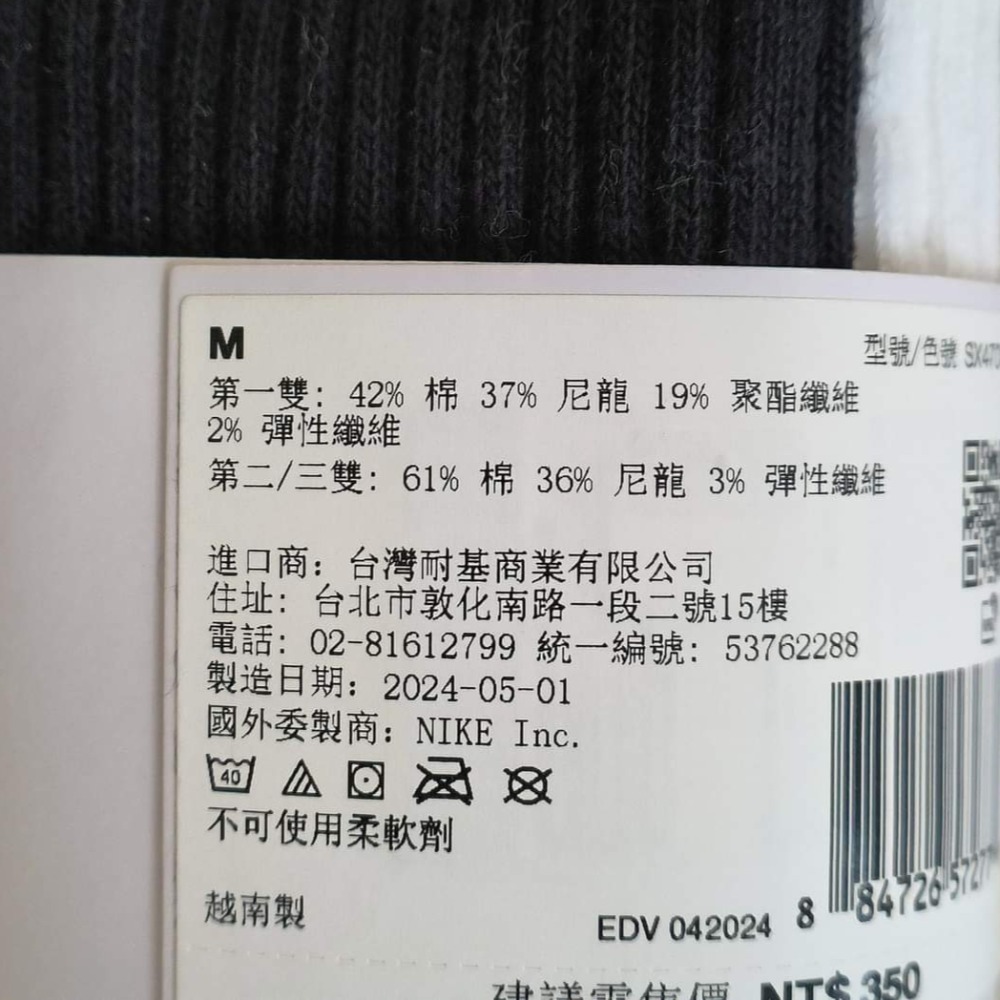 M
型號/色號
第一雙: 42% 棉 37% 尼龍 19% 聚酯纖維
2% 彈性纖維
第二/三雙: 61% 棉 36% 尼龍 3% 彈性纖維
進口商: 台灣耐基商業有限公司
住址: 台北市敦化南路一段二號15樓
電話: 02-81612799 統一編號: 53762288
製造日期: 2024-05-01
國外委製商: NIKE Inc.
40
不可使用柔軟劑
越南製
EDV 042024
8 84726 5727
建議零售價 NT$ 350